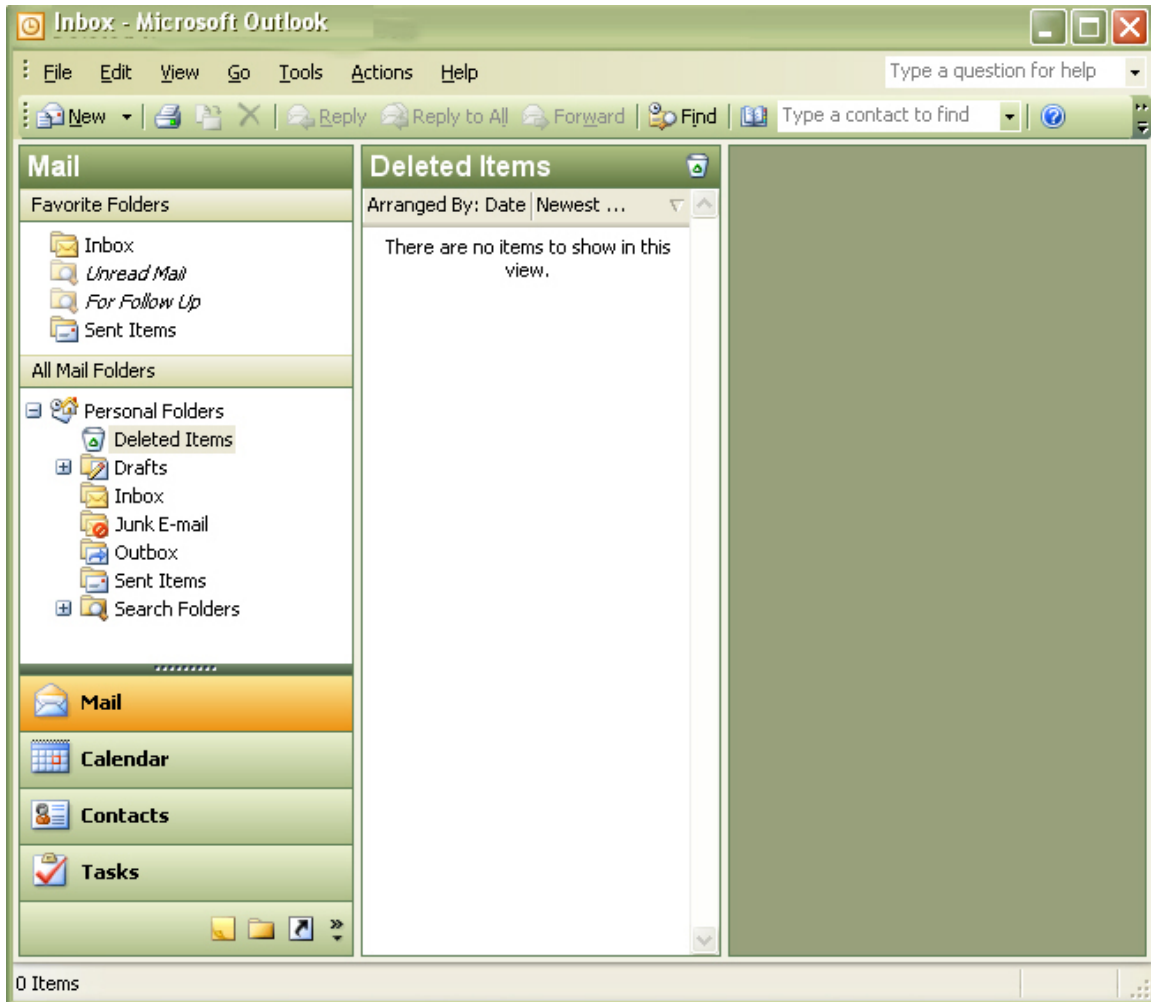 Inbox - Microsoft Outlook
File Edit View Go Tools Actions Help Type a question for help
New Reply Reply to All Forward Find Type a contact to find
Mail
Favorite Folders
Inbox
Unread Mail
For Follow Up
Sent Items
All Mail Folders
Personal Folders
Deleted Items
Drafts
Inbox
Junk E-mail
Outbox
Sent Items
Search Folders
Mail
Calendar
Contacts
Tasks
Deleted Items
Arranged By: Date Newest ...
There are no items to show in this
view.
0 Items